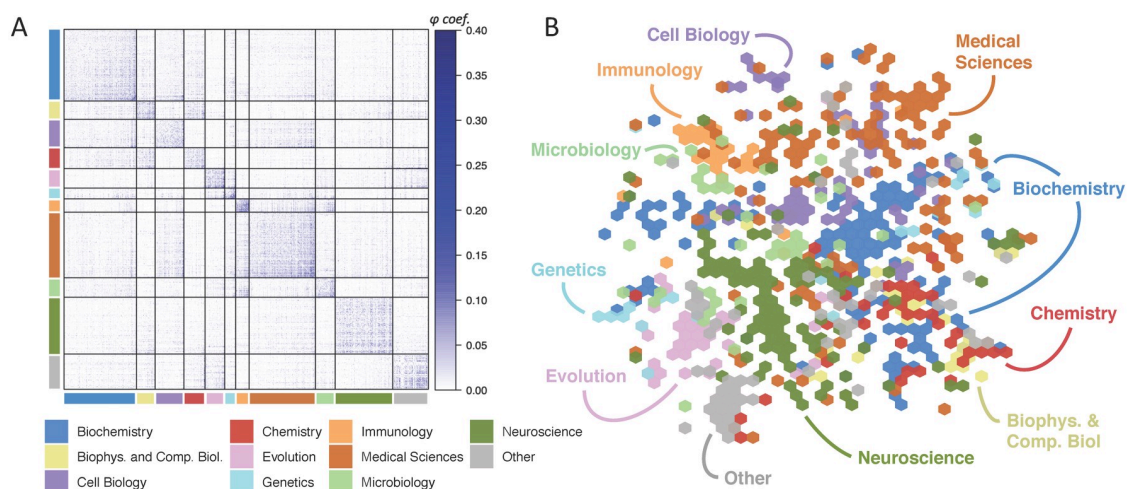 A
φ coef.
0.40
0.35
0.30
0.25
0.20
0.15
0.10
0.05
0.00
Biochemistry
Biophys. and Comp. Biol.
Cell Biology
Chemistry
Evolution
Genetics
Immunology
Medical Sciences
Microbiology
Neuroscience
Other
B
Cell Biology
Medical
Sciences
Immunology
Microbiology
Biochemistry
Genetics
Chemistry
Evolution
Biophys. &
Comp. Biol
Neuroscience
Other